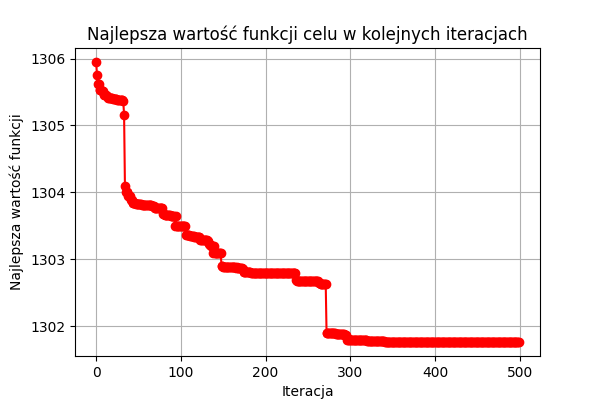 Najlepsza wartość funkcji celu w kolejnych iteracjach
1306
1305
1304
1303
1302
Najlepsza wartość funkcji
0 100 200 300 400 500
Iteracja